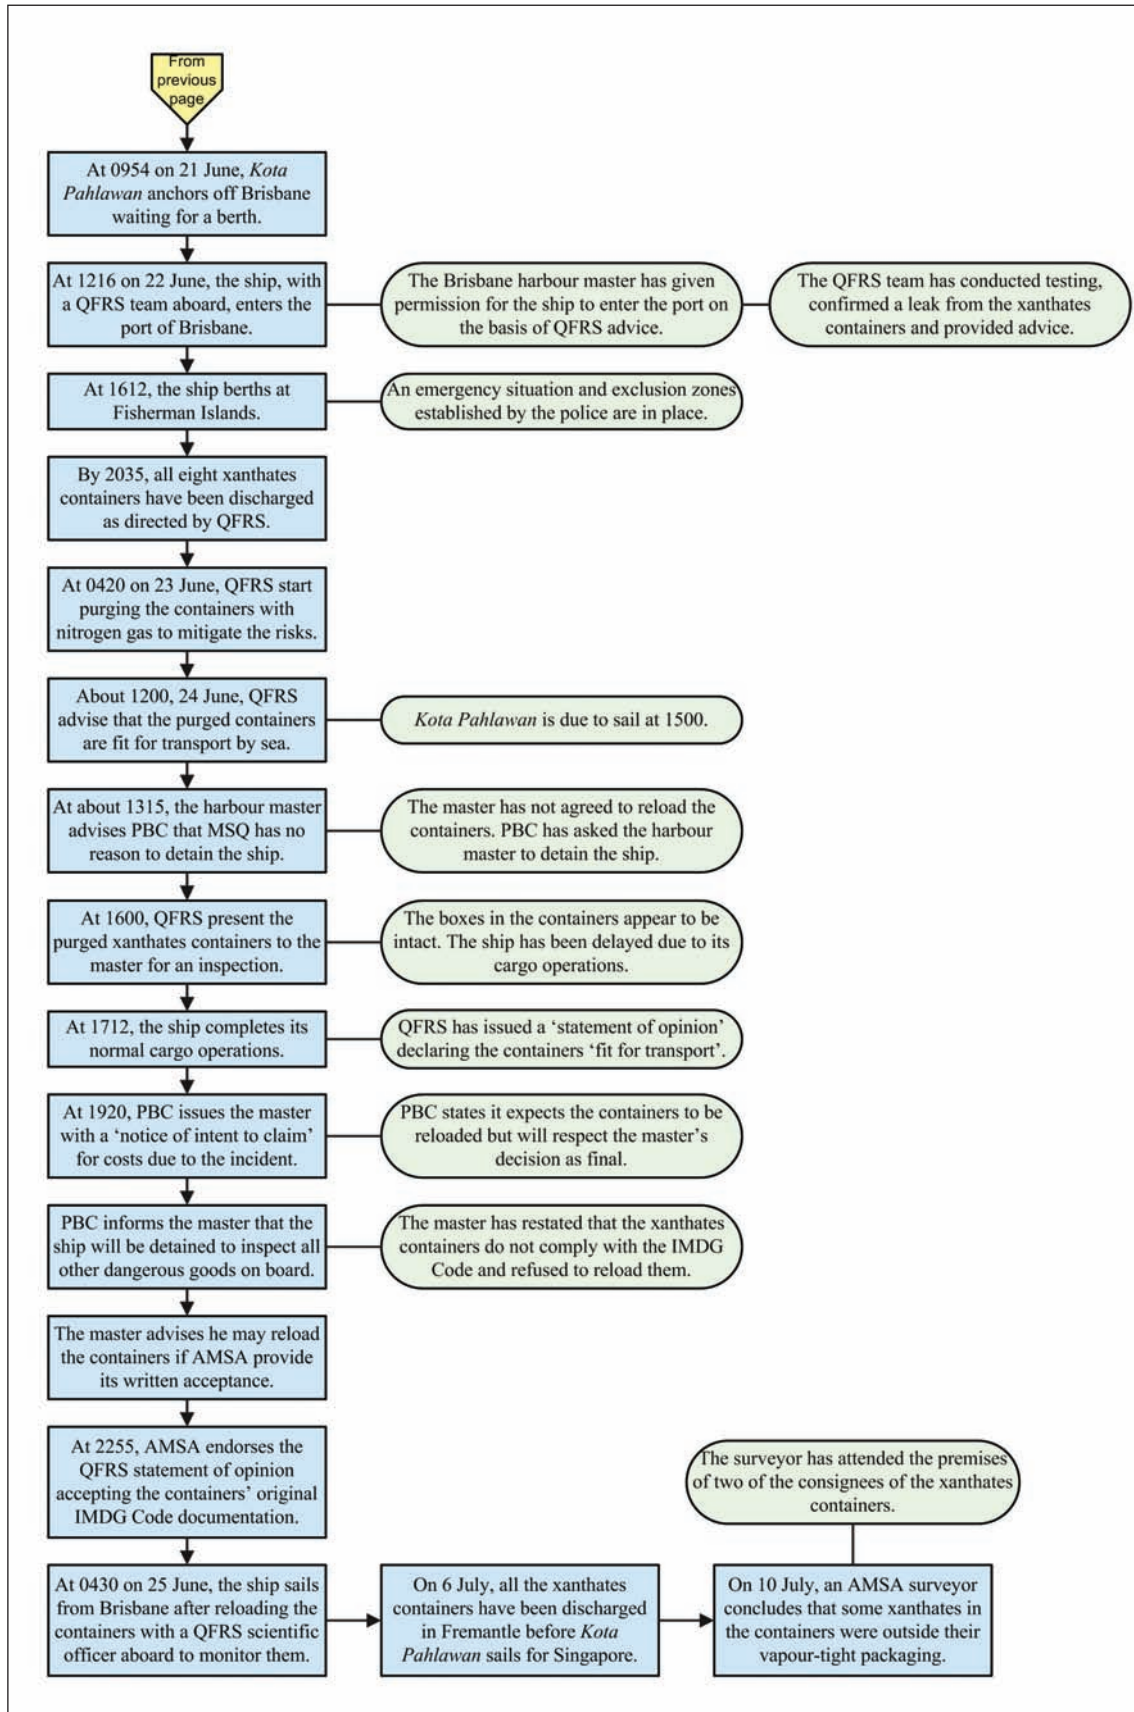 From
previous
page
At 0954 on 21 June, Kota
Pahlawan anchors off Brisbane
waiting for a berth.
At 1216 on 22 June, the ship, with
a QFRS team aboard, enters the
port of Brisbane.
The Brisbane harbour master has given
permission for the ship to enter the port on
the basis of QFRS advice.
The QFRS team has conducted testing,
confirmed a leak from the xanthates
containers and provided advice.
At 1612, the ship berths at
Fisherman Islands.
An emergency situation and exclusion zones
established by the police are in place.
By 2035, all eight xanthates
containers have been discharged
as directed by QFRS.
At 0420 on 23 June, QFRS start
purging the containers with
nitrogen gas to mitigate the risks.
About 1200, 24 June, QFRS
advise that the purged containers
are fit for transport by sea.
Kota Pahlawan is due to sail at 1500.
At about 1315, the harbour master
advises PBC that MSQ has no
reason to detain the ship.
The master has not agreed to reload the
containers. PBC has asked the harbour
master to detain the ship.
At 1600, QFRS present the
purged xanthates containers to the
master for an inspection.
The boxes in the containers appear to be
intact. The ship has been delayed due to its
cargo operations.
At 1712, the ship completes its
normal cargo operations.
QFRS has issued a ‘statement of opinion’
declaring the containers ‘fit for transport’.
At 1920, PBC issues the master
with a ‘notice of intent to claim’
for costs due to the incident.
PBC states it expects the containers to be
reloaded but will respect the master’s
decision as final.
PBC informs the master that the
ship will be detained to inspect all
other dangerous goods on board.
The master has restated that the xanthates
containers do not comply with the IMDG
Code and refused to reload them.
The master advises he may reload
the containers if AMSA provide
its written acceptance.
At 2255, AMSA endorses the
QFRS statement of opinion
accepting the containers’ original
IMDG Code documentation.
The surveyor has attended the premises
of two of the consignees of the xanthates
containers.
At 0430 on 25 June, the ship sails
from Brisbane after reloading the
containers with a QFRS scientific
officer aboard to monitor them.
On 6 July, all the xanthates
containers have been discharged
in Fremantle before Kota
Pahlawan sails for Singapore.
On 10 July, an AMSA surveyor
concludes that some xanthates in
the containers were outside their
vapour-tight packaging.